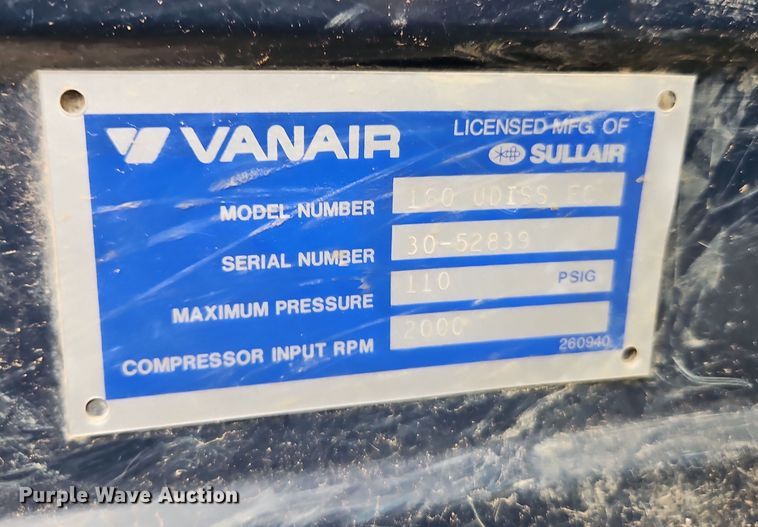 VANAIR
LICENSED MFG. OF
SULLAIR
MODEL NUMBER UDISS
SERIAL NUMBER 30-52839
MAXIMUM PRESSURE 110 PSIG
COMPRESSOR INPUT RPM 2000
260940
Purple Wave Auction